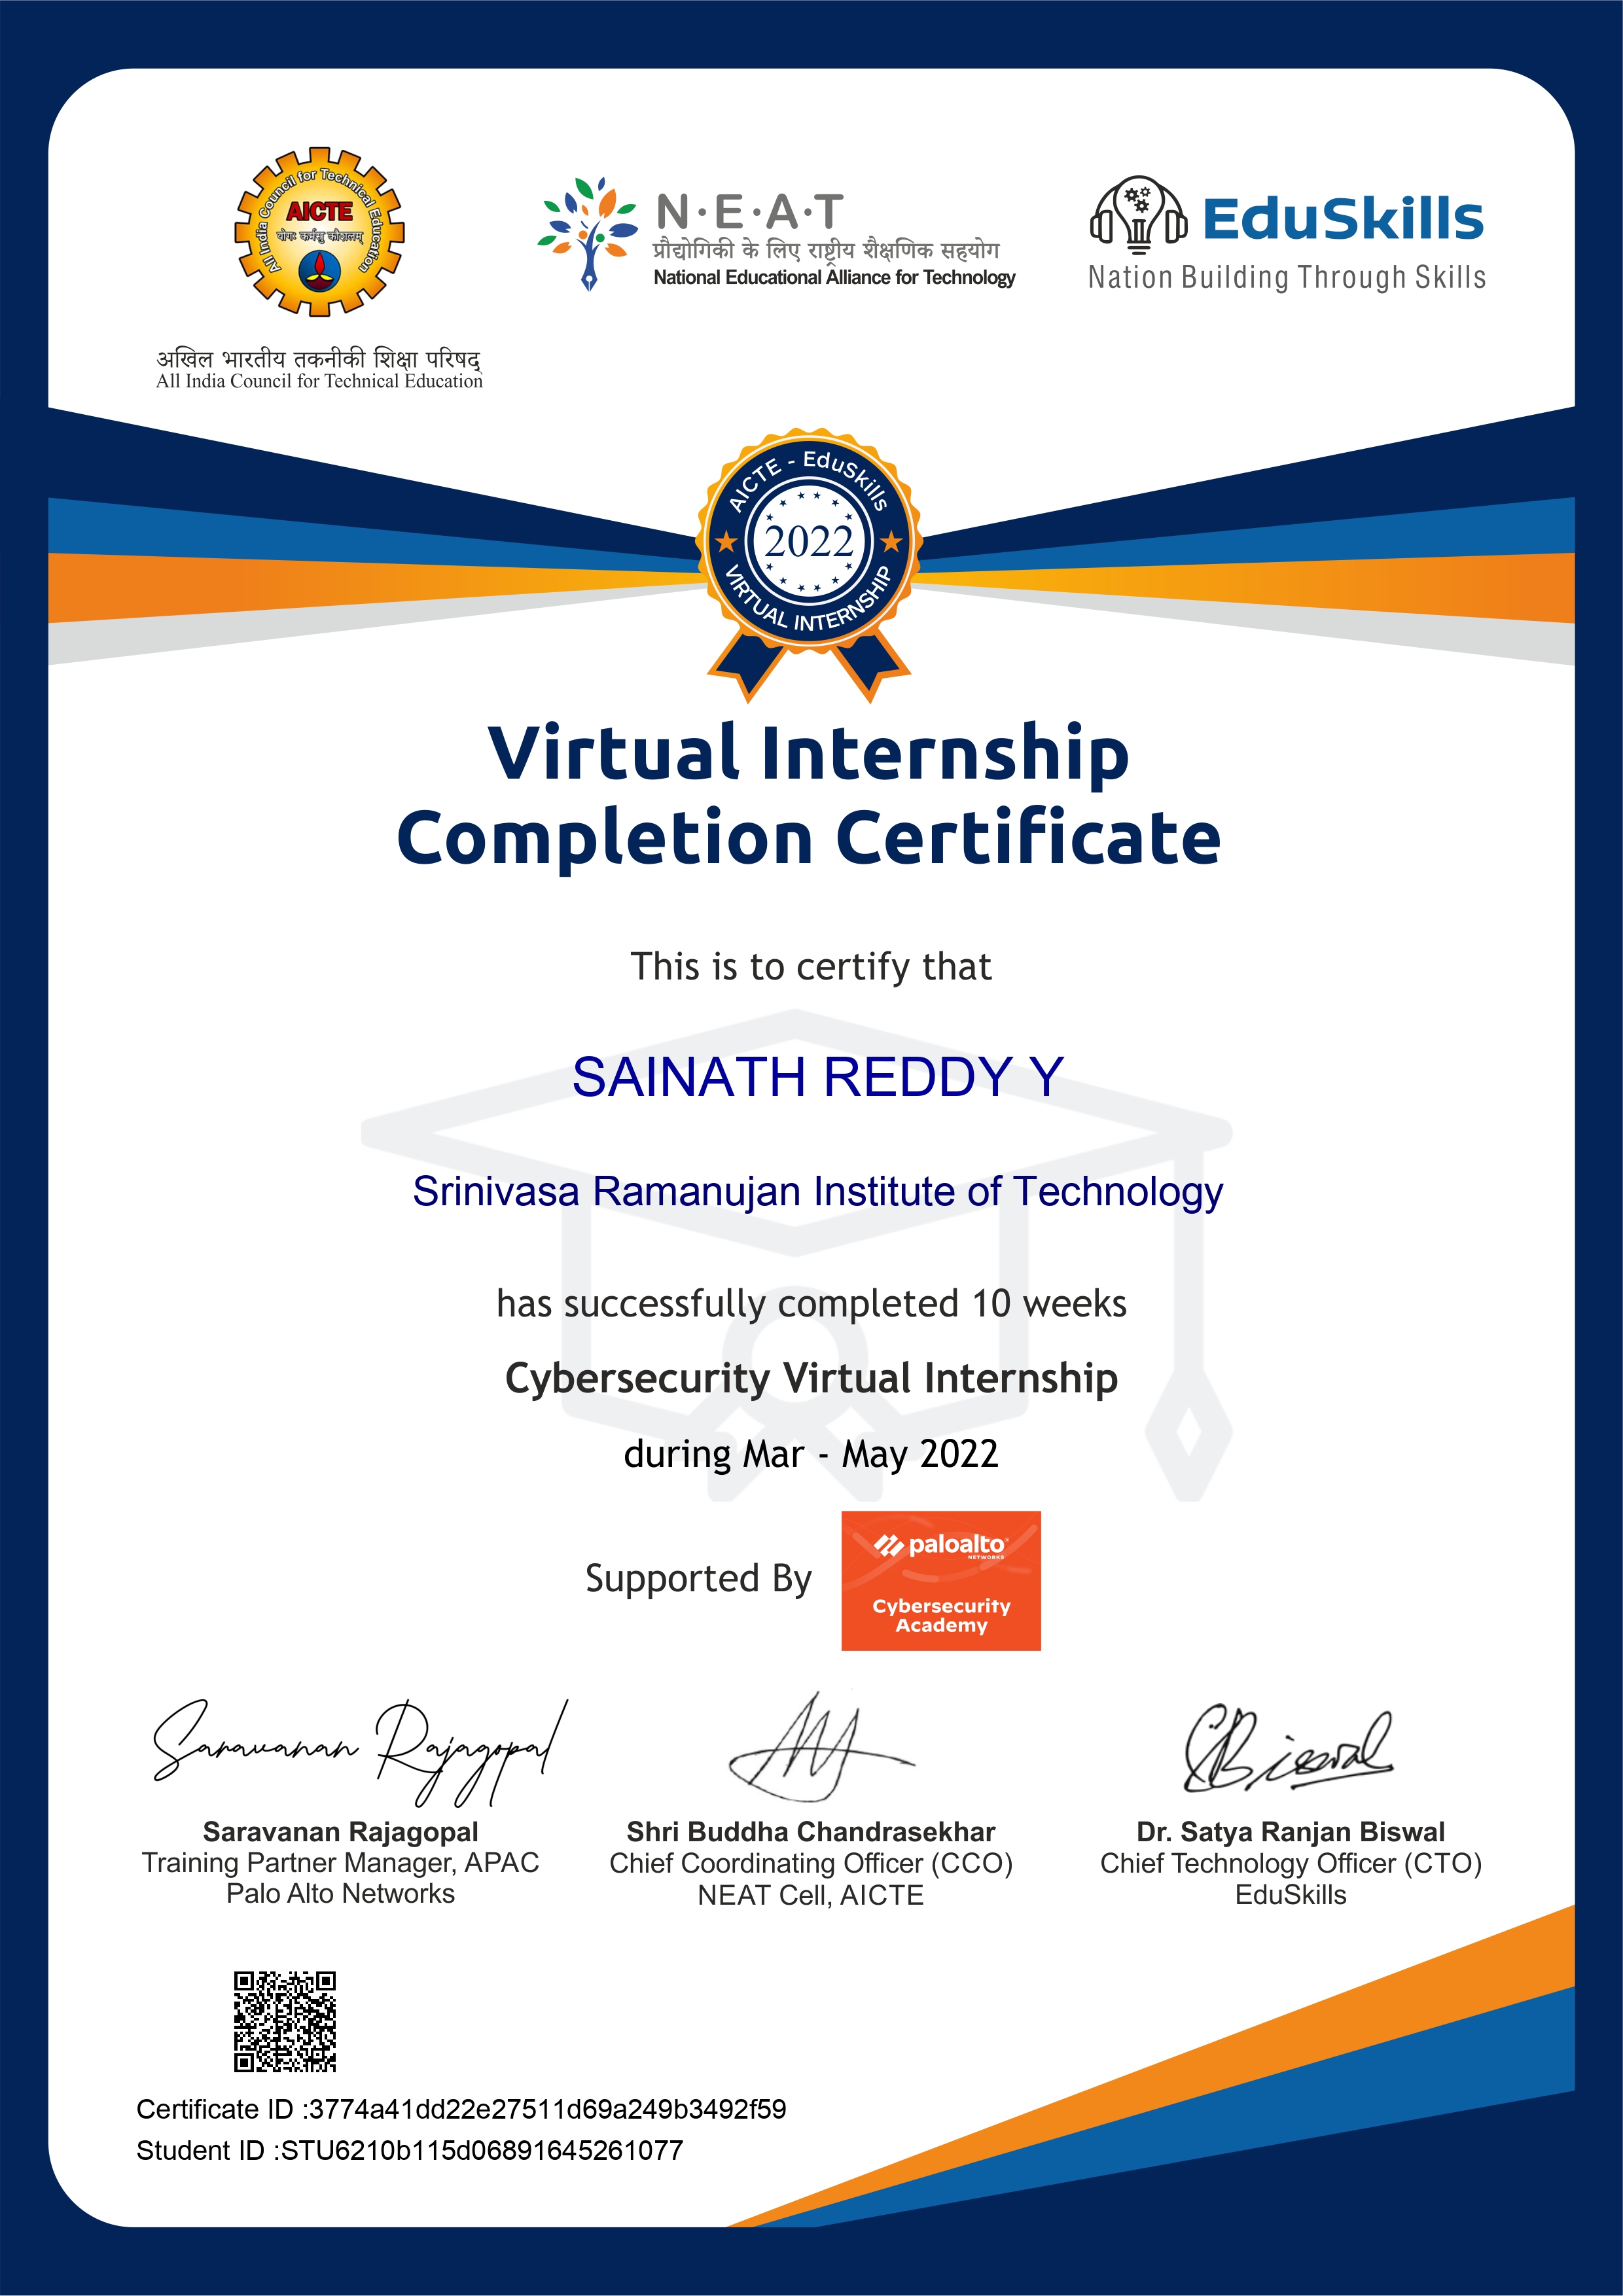 All India Council for Technical Education
AICTE
योगः कर्मसु कौशलम्
अखिल भारतीय तकनीकी शिक्षा परिषद्
All India Council for Technical Education
N·E·A·T
प्रौद्योगिकी के लिए राष्ट्रीय शैक्षणिक सहयोग
National Educational Alliance for Technology
EduSkills
Nation Building Through Skills
AICTE - EduSkills
2022
VIRTUAL INTERNSHIP
Virtual Internship
Completion Certificate
This is to certify that
SAINATH REDDY Y
Srinivasa Ramanujan Institute of Technology
has successfully completed 10 weeks
Cybersecurity Virtual Internship
during Mar - May 2022
Supported By
paloalto
NETWORKS
Cybersecurity
Academy
Saravanan Rajagopal
Biswal
Saravanan Rajagopal
Training Partner Manager, APAC
Palo Alto Networks
Shri Buddha Chandrasekhar
Chief Coordinating Officer (CCO)
NEAT Cell, AICTE
Dr. Satya Ranjan Biswal
Chief Technology Officer (CTO)
EduSkills
Certificate ID :3774a41dd22e27511d69a249b3492f59
Student ID :STU6210b115d06891645261077